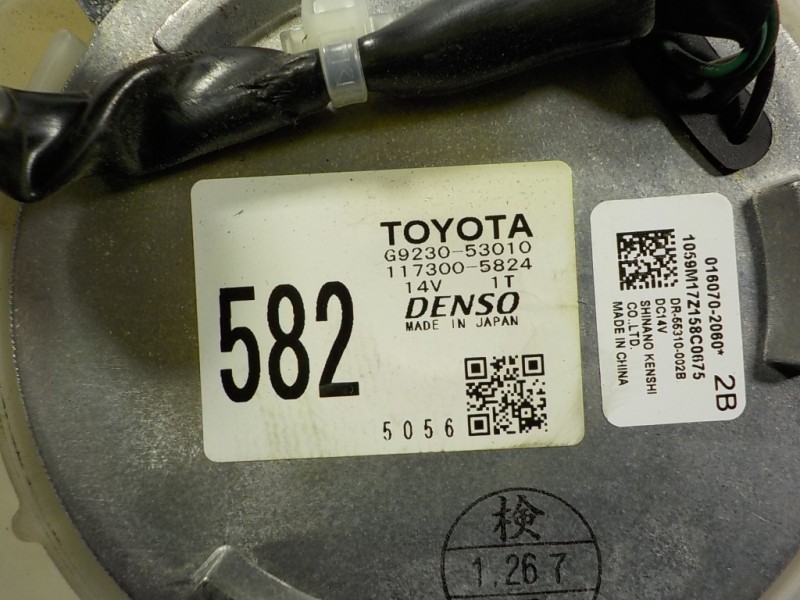 TOYOTA
G9230-53010
117300-5824
14V 1T
DENSO
MADE IN JAPAN
582
5056
016070-2060*
2B
1059M17Z158C0675
DR-55310-002B
DC14V
SHINANO KENSHI
CO.,LTD.
MADE IN CHINA
検
1.26 7